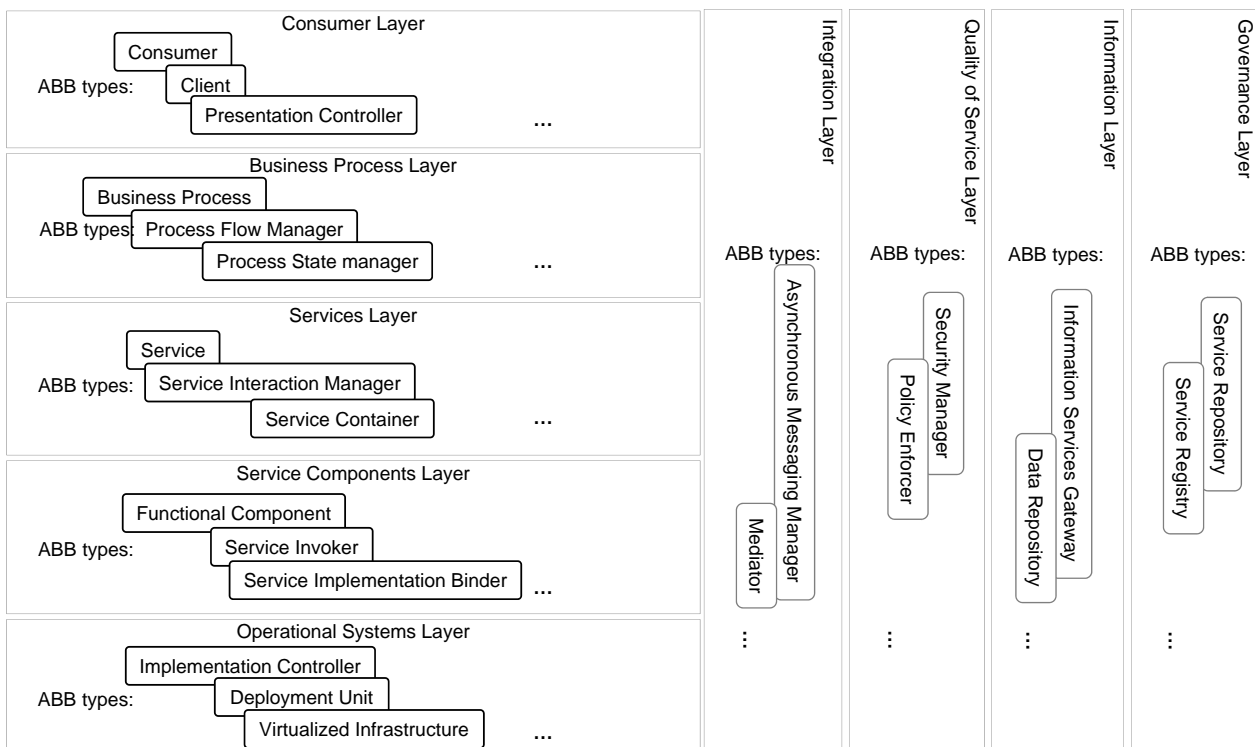 Consumer Layer
Consumer
ABB types:
Client
Presentation Controller
...
Business Process Layer
Business Process
ABB types:
Process Flow Manager
Process State manager
...
Services Layer
Service
ABB types:
Service Interaction Manager
Service Container
...
Service Components Layer
Functional Component
ABB types:
Service Invoker
Service Implementation Binder
...
Operational Systems Layer
Implementation Controller
ABB types:
Deployment Unit
Virtualized Infrastructure
...
Integration Layer
ABB types:
Asynchronous Messaging Manager
Mediator
...
Quality of Service Layer
ABB types:
Security Manager
Policy Enforcer
...
Information Layer
ABB types:
Information Services Gateway
Data Repository
...
Governance Layer
ABB types:
Service Repository
Service Registry
...